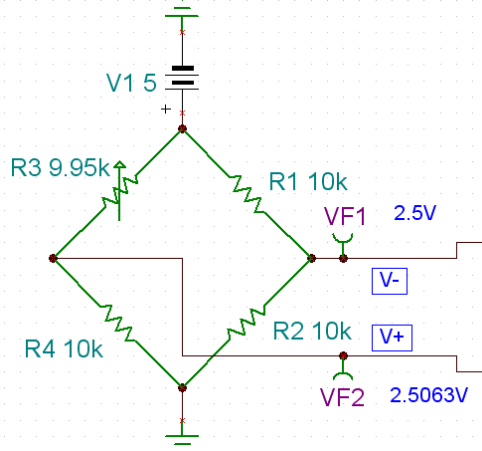 V1 5
+
R3 9.95k
R1 10k
VF1
2.5V
V-
R4 10k
R2 10k
V+
VF2
2.5063V